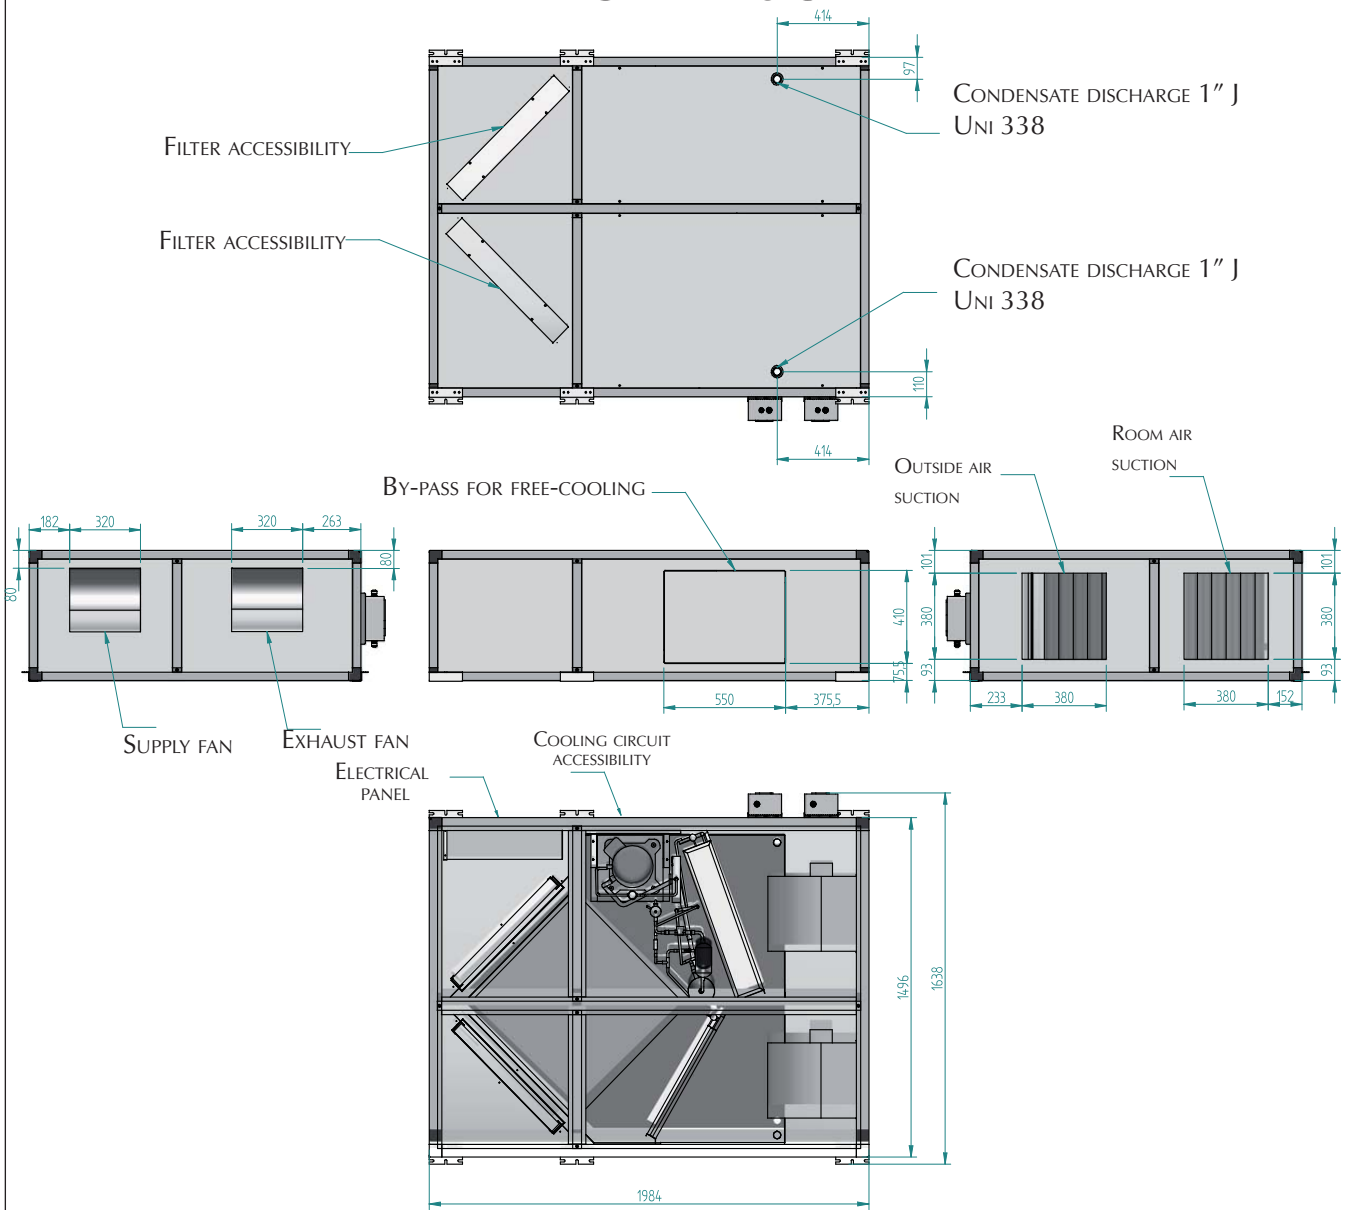 414
97
CONDENSATE DISCHARGE 1" J
UNI 338
FILTER ACCESSIBILITY
FILTER ACCESSIBILITY
CONDENSATE DISCHARGE 1" J
UNI 338
110
414
ROOM AIR
SUCTION
OUTSIDE AIR
SUCTION
BY-PASS FOR FREE-COOLING
182
320
320
263
80
80
410
75,5
550
375,5
101
380
93
101
380
93
233
380
380
152
SUPPLY FAN
EXHAUST FAN
COOLING CIRCUIT
ACCESSIBILITY
ELECTRICAL
PANEL
1496
1638
1984